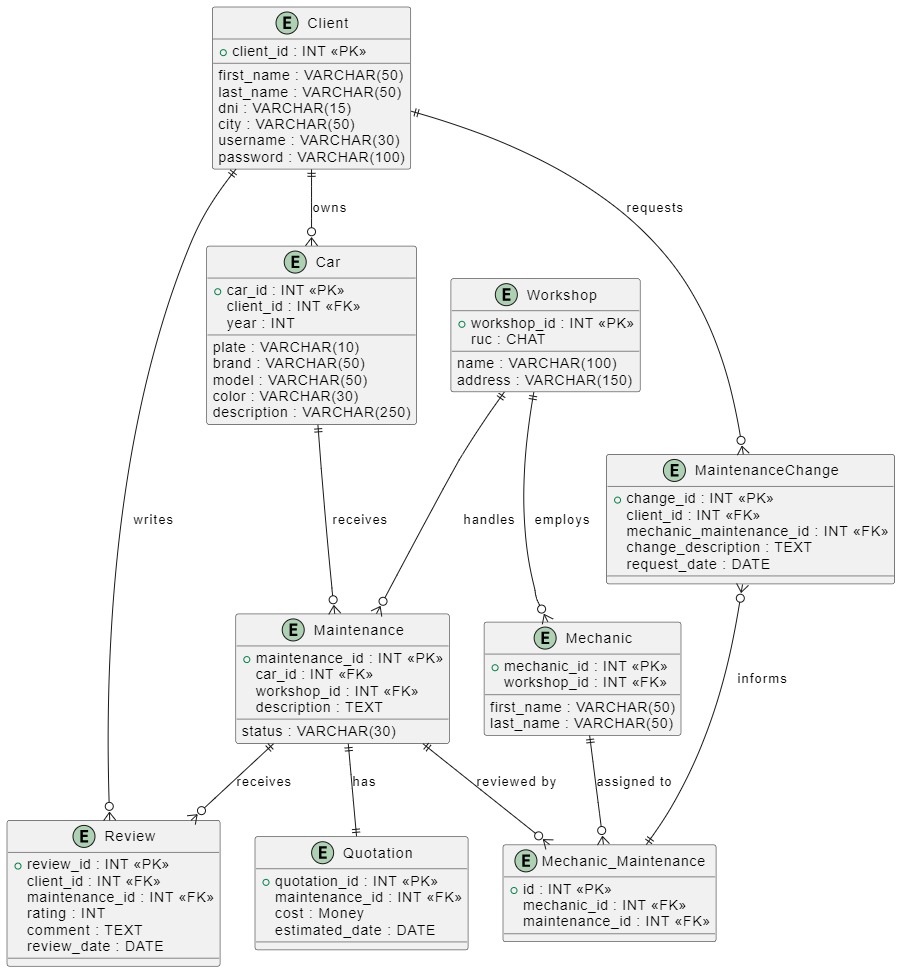 E Client
client_id : INT «PK»
first_name : VARCHAR(50)
last_name : VARCHAR(50)
dni : VARCHAR(15)
city : VARCHAR(50)
username : VARCHAR(30)
password : VARCHAR(100)
owns
requests
E Car
car_id : INT «PK»
client_id : INT «FK»
year : INT
plate : VARCHAR(10)
brand : VARCHAR(50)
model : VARCHAR(50)
color : VARCHAR(30)
description : VARCHAR(250)
E Workshop
workshop_id : INT «PK»
ruc : CHAT
name : VARCHAR(100)
address : VARCHAR(150)
E MaintenanceChange
change_id : INT «PK»
client_id : INT «FK»
mechanic_maintenance_id : INT «FK»
change_description : TEXT
request_date : DATE
writes
receives
handles
employs
E Maintenance
maintenance_id : INT «PK»
car_id : INT «FK»
workshop_id : INT «FK»
description : TEXT
status : VARCHAR(30)
E Mechanic
mechanic_id : INT «PK»
workshop_id : INT «FK»
first_name : VARCHAR(50)
last_name : VARCHAR(50)
informs
receives
has
reviewed by
assigned to
E Review
review_id : INT «PK»
client_id : INT «FK»
maintenance_id : INT «FK»
rating : INT
comment : TEXT
review_date : DATE
E Quotation
quotation_id : INT «PK»
maintenance_id : INT «FK»
cost : Money
estimated_date : DATE
E Mechanic_Maintenance
id : INT «PK»
mechanic_id : INT «FK»
maintenance_id : INT «FK»